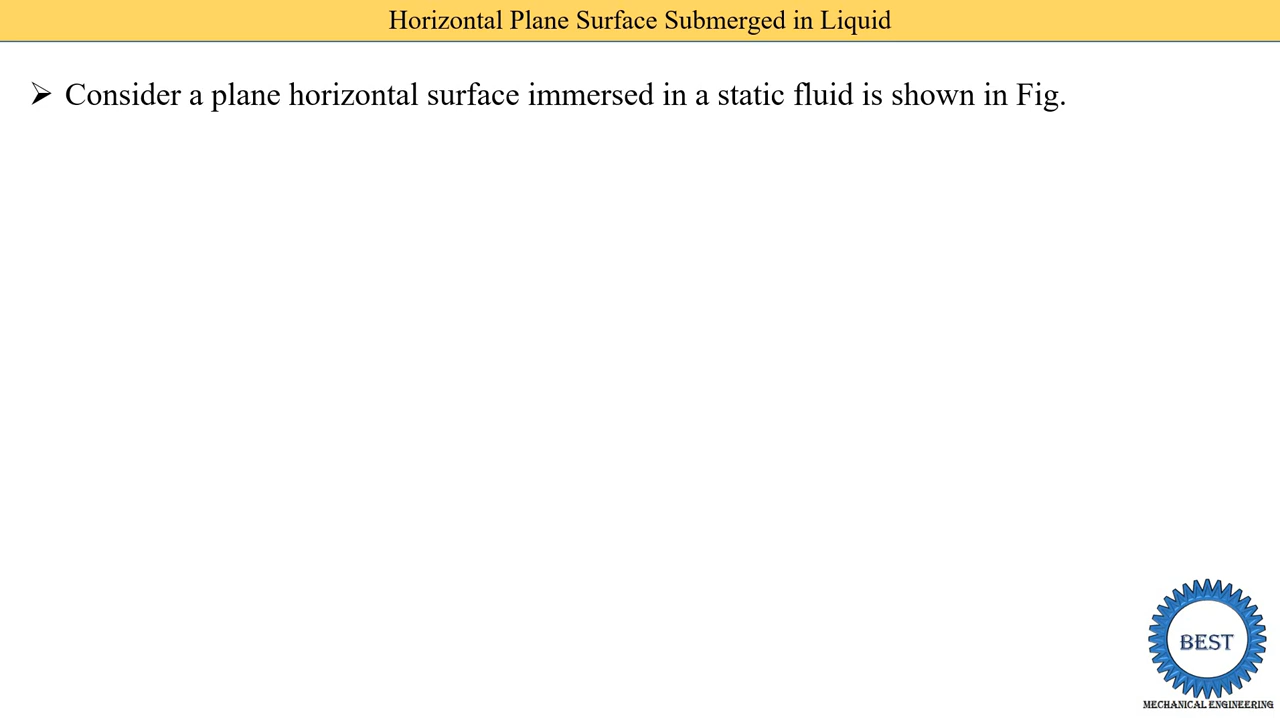 Horizontal Plane Surface Submerged in Liquid
➢ Consider a plane horizontal surface immersed in a static fluid is shown in Fig.
BEST
MECHANICAL ENGINEERING